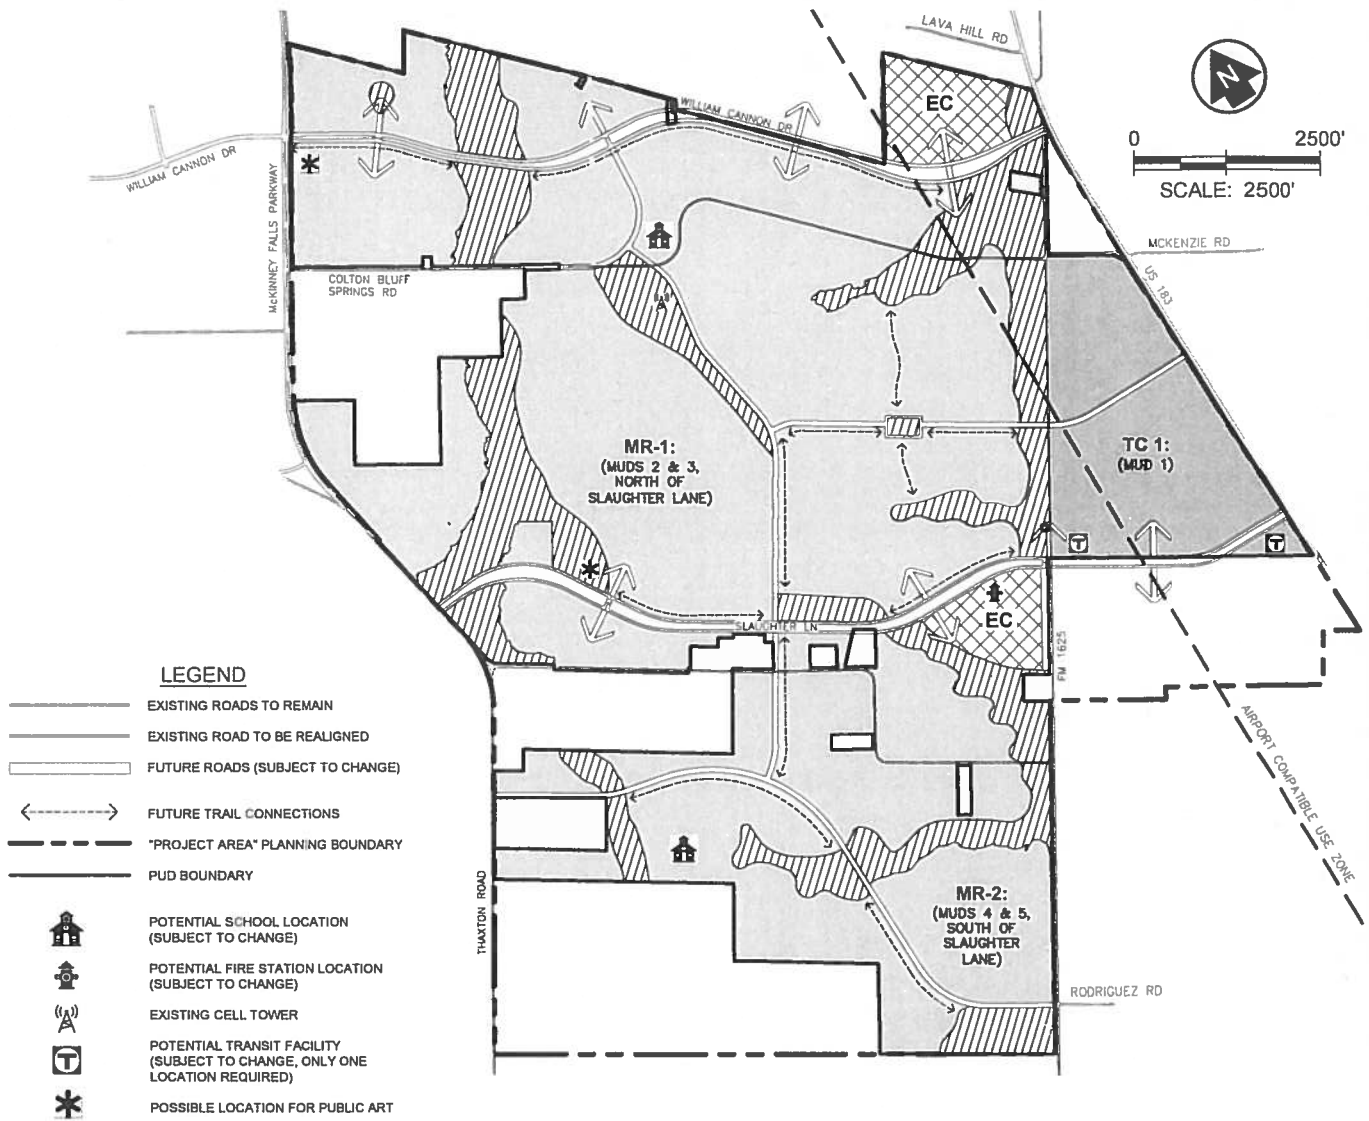 LAVA HILL RD
N
0 2500'
SCALE: 2500'
EC
WILLIAM CANNON DR
WILLIAM CANNON DR
McKINNEY FALLS PARKWAY
MCKENZIE RD
US 183
COLTON BLUFF
SPRINGS RD
MR-1:
(MUDS 2 & 3,
NORTH OF
SLAUGHTER LANE)
TC 1:
(MUD 1)
T
T
EC
SLAUGHTER LN
FM 1625
AIRPORT COMPATIBLE USE ZONE
THAXTON ROAD
MR-2:
(MUDS 4 & 5,
SOUTH OF
SLAUGHTER
LANE)
RODRIGUEZ RD
LEGEND
EXISTING ROADS TO REMAIN
EXISTING ROAD TO BE REALIGNED
FUTURE ROADS (SUBJECT TO CHANGE)
FUTURE TRAIL CONNECTIONS
"PROJECT AREA" PLANNING BOUNDARY
PUD BOUNDARY
POTENTIAL SCHOOL LOCATION
(SUBJECT TO CHANGE)
POTENTIAL FIRE STATION LOCATION
(SUBJECT TO CHANGE)
EXISTING CELL TOWER
T
POTENTIAL TRANSIT FACILITY
(SUBJECT TO CHANGE, ONLY ONE
LOCATION REQUIRED)
POSSIBLE LOCATION FOR PUBLIC ART